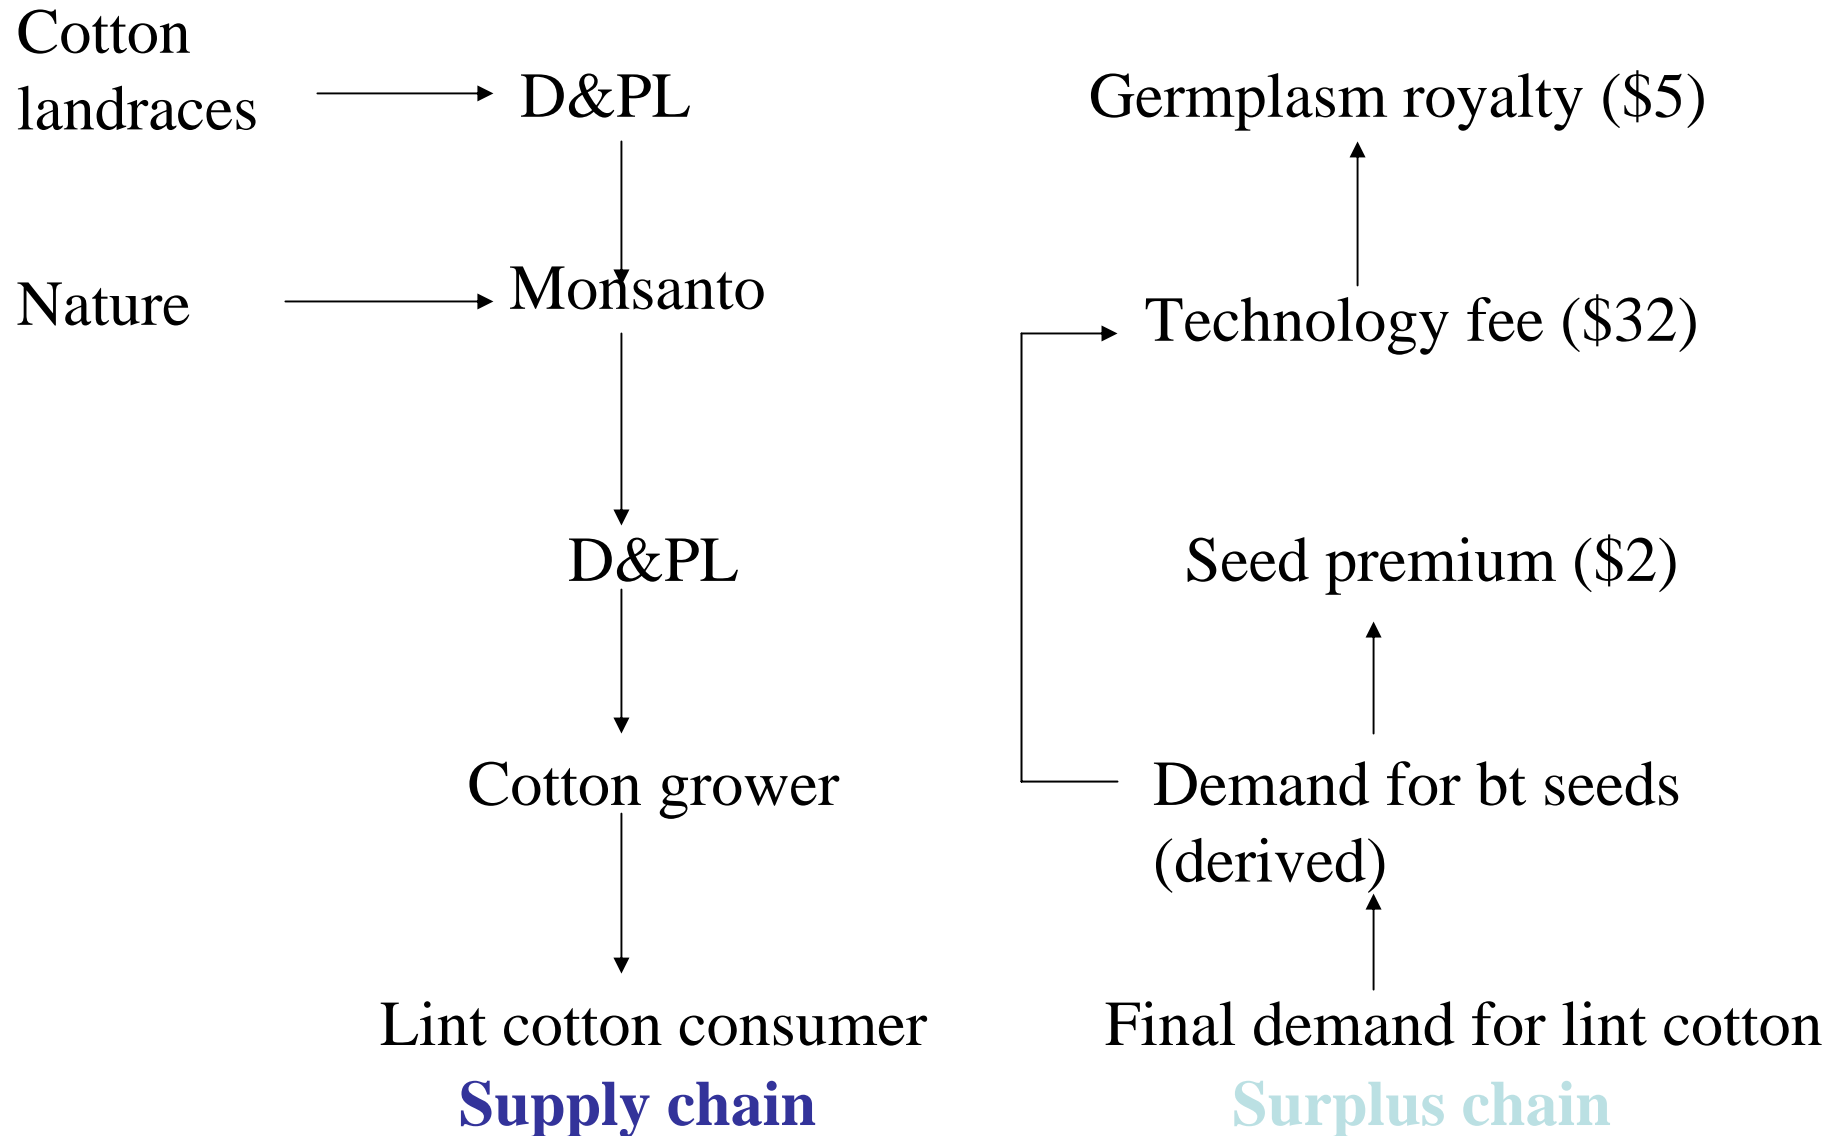 Cotton
landraces
D&PL
Germplasm royalty ($5)
Nature
Monsanto
Technology fee ($32)
D&PL
Seed premium ($2)
Cotton grower
Demand for bt seeds
(derived)
Lint cotton consumer
Final demand for lint cotton
Supply chain
Surplus chain